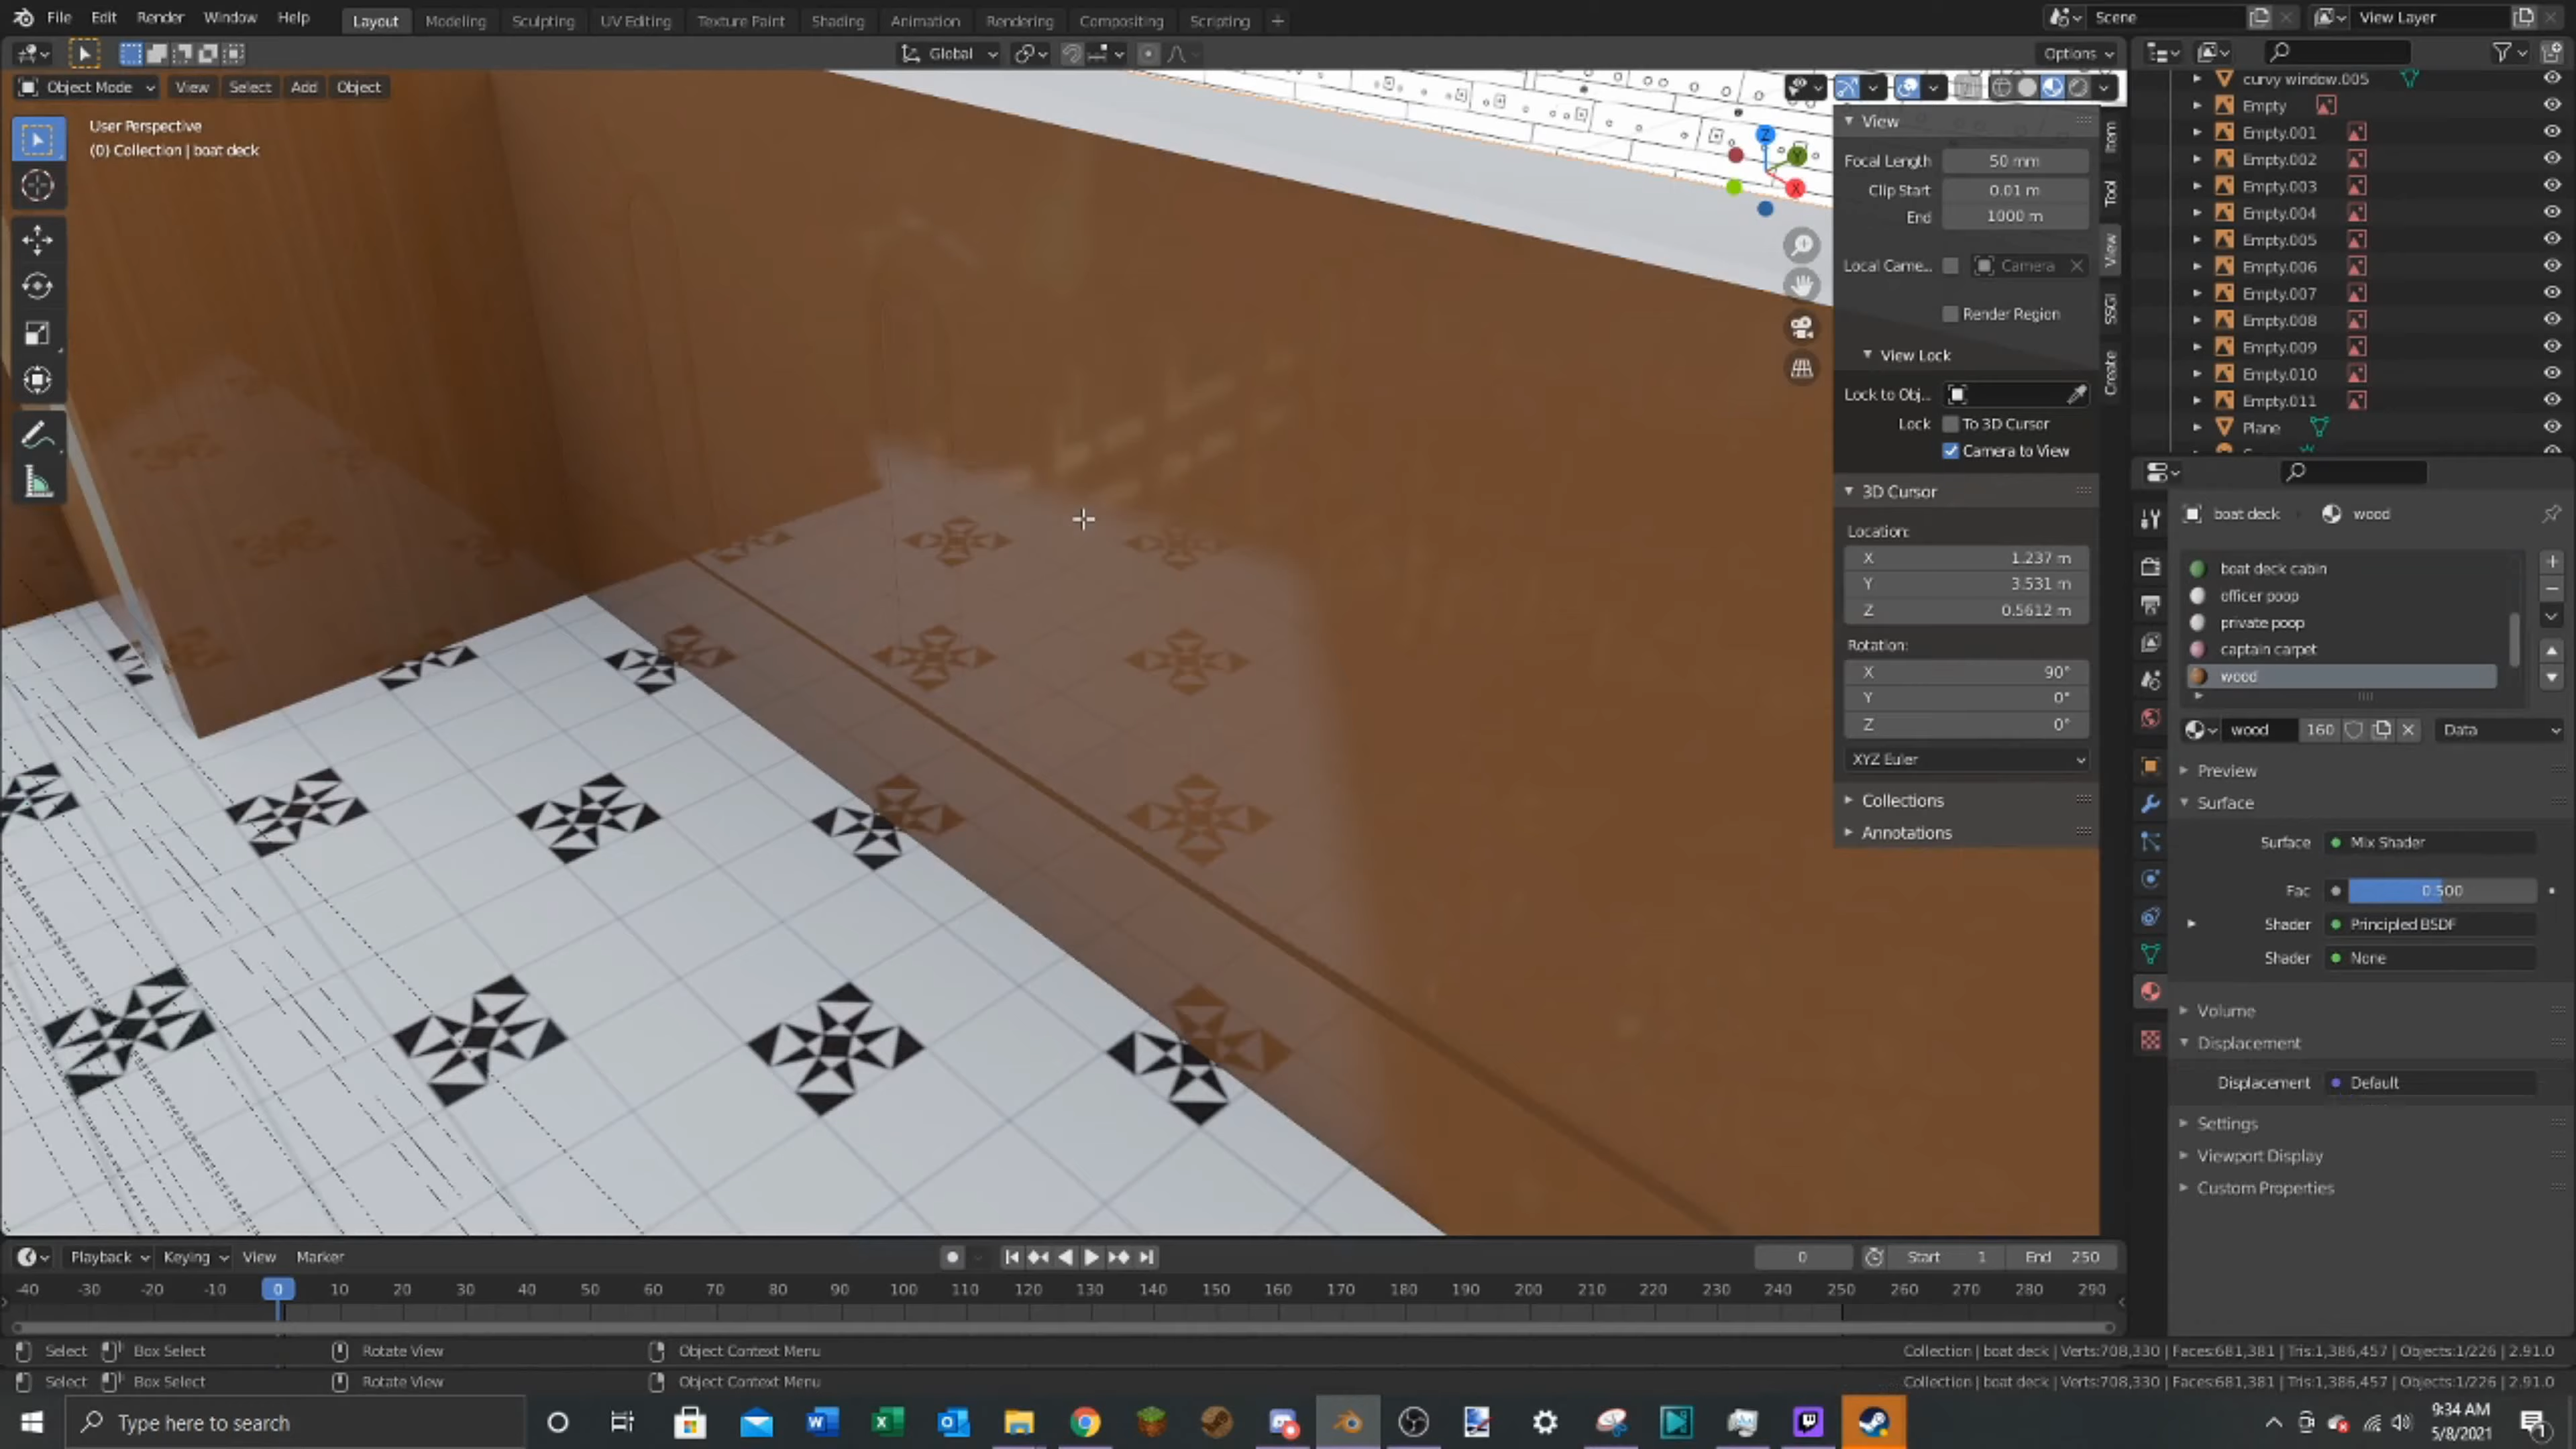 File Edit Render Window Help Layout Modeling Sculpting UV Editing Texture Paint Shading Animation Rendering Compositing Scripting + Scene View Layer
Global Options
Object Mode View Select Add Object
User Perspective
(0) Collection | boat deck
View
Focal Length 50 mm
Clip Start 0.01 m
End 1000 m
Local Came... Camera
Render Region
View Lock
Lock to Obj...
Lock To 3D Cursor
Camera to View
3D Cursor
Location:
X 1.237 m
Y 3.531 m
Z 0.5612 m
Rotation:
X 90°
Y 0°
Z 0°
XYZ Euler
Collections
Annotations
Item
Tool
View
SSGI
Create
Z
Y
X
curvy window.005
Empty
Empty.001
Empty.002
Empty.003
Empty.004
Empty.005
Empty.006
Empty.007
Empty.008
Empty.009
Empty.010
Empty.011
Plane
boat deck wood
boat deck cabin
officer poop
private poop
captain carpet
wood
wood 160 Data
Preview
Surface
Surface Mix Shader
Fac 0.500
Shader Principled BSDF
Shader None
Volume
Displacement
Displacement Default
Settings
Viewport Display
Custom Properties
Playback Keying View Marker 0 Start 1 End 250
-40 -30 -20 -10 0 10 20 30 40 50 60 70 80 90 100 110 120 130 140 150 160 170 180 190 200 210 220 230 240 250 260 270 280 290
Select Box Select Rotate View Object Context Menu Collection | boat deck | Verts:708,330 | Faces:681,381 | Tris:1,386,457 | Objects:1/226 | 2.91.0
Select Box Select Rotate View Object Context Menu Collection | boat deck | Verts:708,330 | Faces:681,381 | Tris:1,386,457 | Objects:1/226 | 2.91.0
Type here to search
9:34 AM
5/8/2021